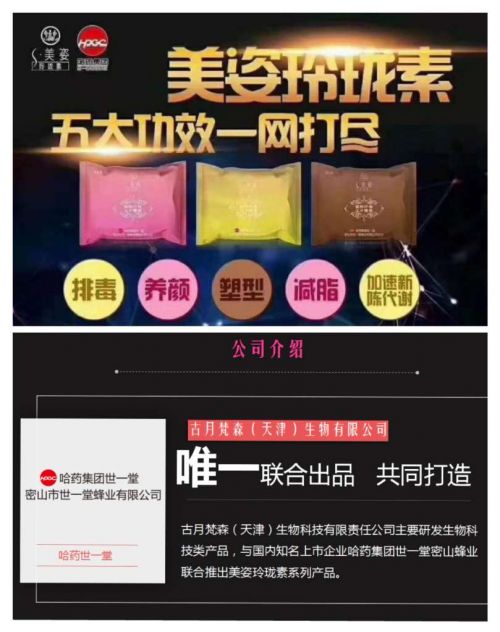 S·美姿
HPGC
美姿玲珑素
五大功效一网打尽
排毒
养颜
塑型
减脂
加速新
陈代谢
公司介绍
古月梵森（天津）生物有限公司
唯一联合出品 共同打造
HPGC 哈药集团世一堂
密山市世一堂蜂业有限公司
哈药世一堂
古月梵森（天津）生物科技有限责任公司主要研发生物科
技类产品，与国内知名上市企业哈药集团世一堂密山蜂业
联合推出美姿玲珑素系列产品。